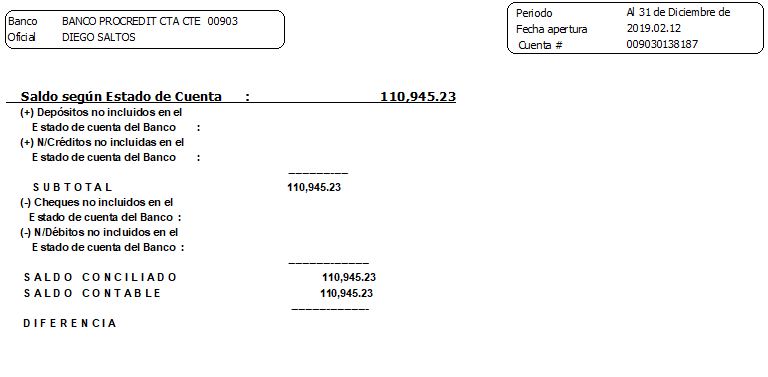 Banco BANCO PROCREDIT CTA CTE 00903
Oficial DIEGO SALTOS
Periodo Al 31 de Diciembre de
Fecha apertura 2019.02.12
Cuenta # 009030138187
Saldo según Estado de Cuenta : 110,945.23
(+) Depósitos no incluidos en el
Estado de cuenta del Banco :
(+) N/Créditos no incluidas en el
Estado de cuenta del Banco :
SUBTOTAL 110,945.23
(-) Cheques no incluidos en el
Estado de cuenta del Banco :
(-) N/Débitos no incluidos en el
Estado de cuenta del Banco :
SALDO CONCILIADO 110,945.23
SALDO CONTABLE 110,945.23
DIFERENCIA